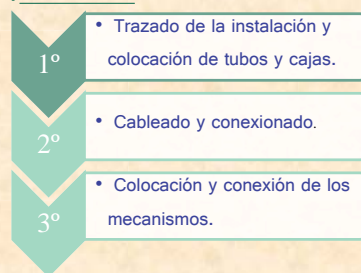 1º
• Trazado de la instalación y
colocación de tubos y cajas.
2º
• Cableado y conexionado.
3º
• Colocación y conexión de los
mecanismos.